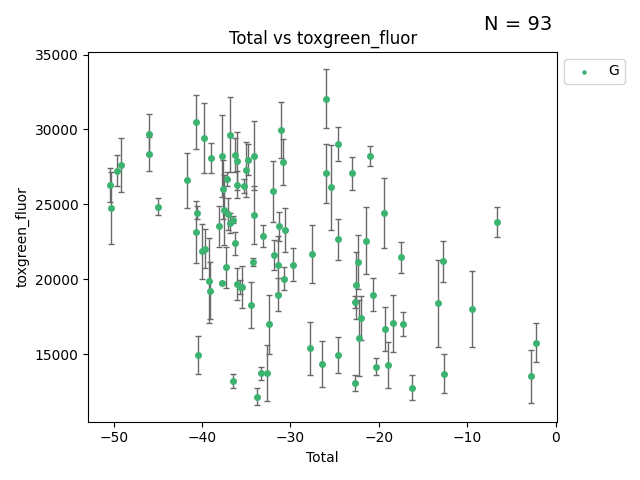 N = 93
Total vs toxgreen_fluor
G
35000
30000
25000
20000
15000
toxgreen_fluor
−50 −40 −30 −20 −10 0
Total